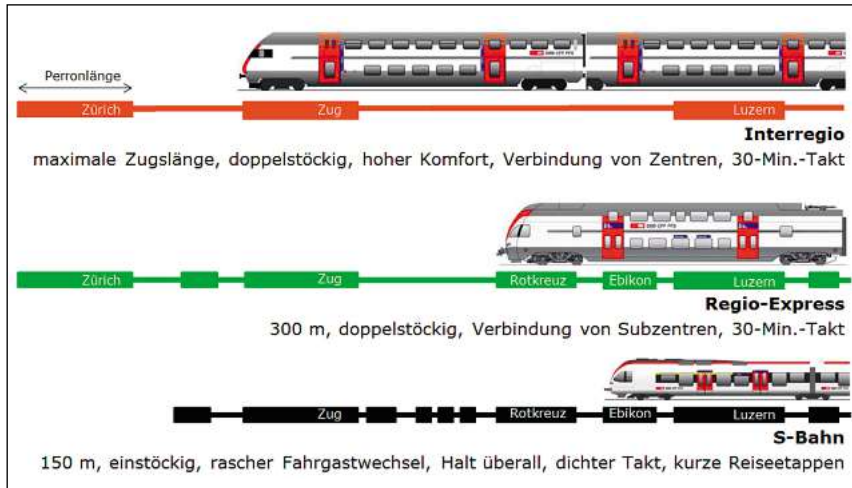 Perronlänge
Zürich Zug Luzern
Interregio
maximale Zugslänge, doppelstöckig, hoher Komfort, Verbindung von Zentren, 30-Min.-Takt
Zürich Zug Rotkreuz Ebikon Luzern
Regio-Express
300 m, doppelstöckig, Verbindung von Subzentren, 30-Min.-Takt
Zug Rotkreuz Ebikon Luzern
S-Bahn
150 m, einstöckig, rascher Fahrgastwechsel, Halt überall, dichter Takt, kurze Reiseetappen